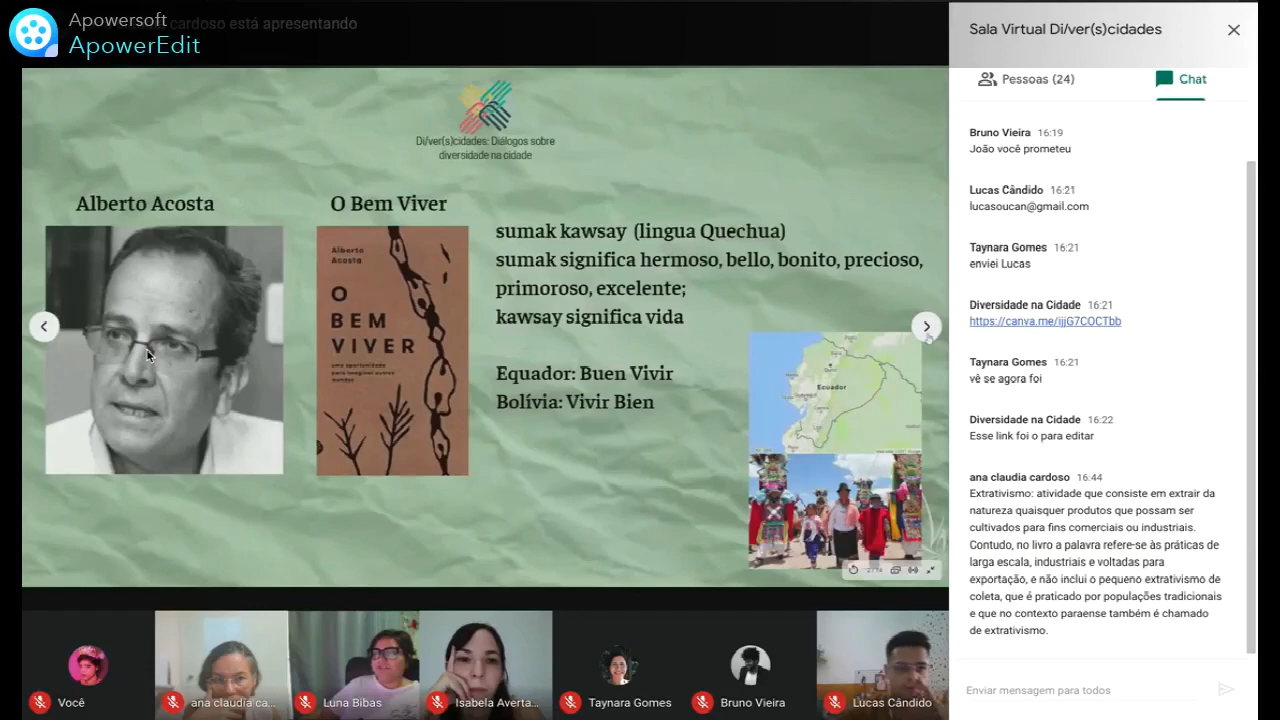 Apowersoft
ApowerEdit
cardoso está apresentando
Di/ver(s)cidades: Diálogos sobre
diversidade na cidade
Alberto Acosta
O Bem Viver
Alberto
Acosta
O
BEM
VIVER
uma oportunidade
para imaginar outros
mundos
sumak kawsay (lingua Quechua)
sumak significa hermoso, bello, bonito, precioso,
primoroso, excelente;
kawsay significa vida
Equador: Buen Vivir
Bolívia: Vivir Bien
Ecuador
Você
ana claudia ca...
Luna Bibas
Isabela Averta...
Taynara Gomes
Bruno Vieira
Lucas Cândido
Sala Virtual Di/ver(s)cidades
Pessoas (24)
Chat
Bruno Vieira 16:19
João você prometeu
Lucas Cândido 16:21
lucasoucan@gmail.com
Taynara Gomes 16:21
enviei Lucas
Diversidade na Cidade 16:21
https://canva.me/ijjG7COCTbb
Taynara Gomes 16:21
vê se agora foi
Diversidade na Cidade 16:22
Esse link foi o para editar
ana claudia cardoso 16:44
Extrativismo: atividade que consiste em extrair da
natureza quaisquer produtos que possam ser
cultivados para fins comerciais ou industriais.
Contudo, no livro a palavra refere-se às práticas de
larga escala, industriais e voltadas para
exportação, e não inclui o pequeno extrativismo de
coleta, que é praticado por populações tradicionais
e que no contexto paraense também é chamado
de extrativismo.
Enviar mensagem para todos